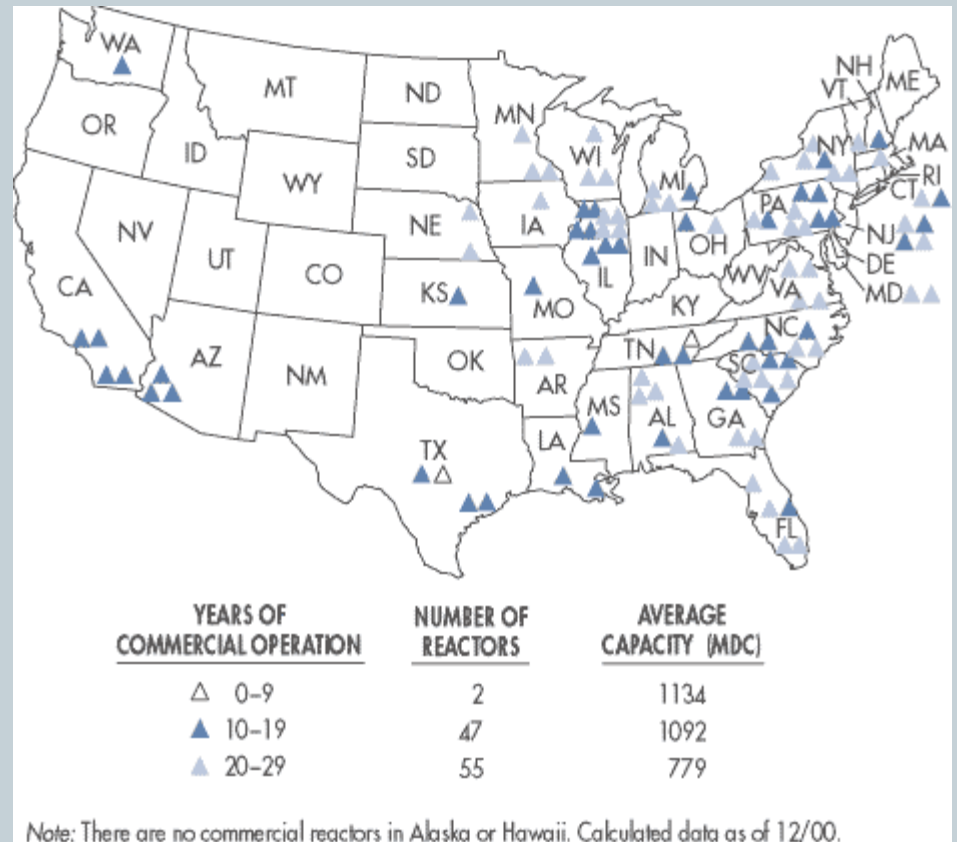 WA
MT
ND
MN
OR
ID
SD
WI
MI
WY
NE
IA
NV
UT
CO
KS
MO
IL
IN
OH
PA
NY
VT
NH
ME
MA
RI
CT
NJ
DE
MD
WV
VA
KY
CA
AZ
NM
OK
AR
TN
NC
SC
MS
AL
GA
LA
TX
FL
YEARS OF COMMERCIAL OPERATION
NUMBER OF REACTORS
AVERAGE CAPACITY (MDC)
0–9 2 1134
10–19 47 1092
20–29 55 779
Note: There are no commercial reactors in Alaska or Hawaii. Calculated data as of 12/00.